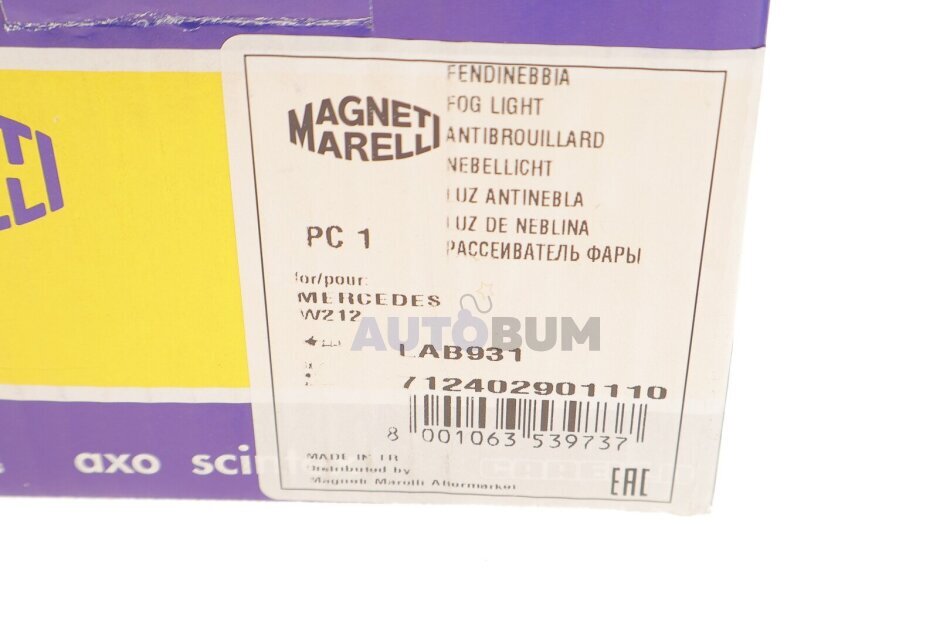 MAGNETI
MARELLI
FENDINEBBIA
FOG LIGHT
ANTIBROUILLARD
NEBELLICHT
LUZ ANTINEBLA
LUZ DE NEBLINA
РАССЕИВАТЕЛЬ ФАРЫ
PC 1
for/pour:
MERCEDES
W212
AUTOBUM
LAB931
712402901110
8 001063 539737
MADE IN TR
Distributed by
Magneti Marelli Aftermarket
EAC
axo